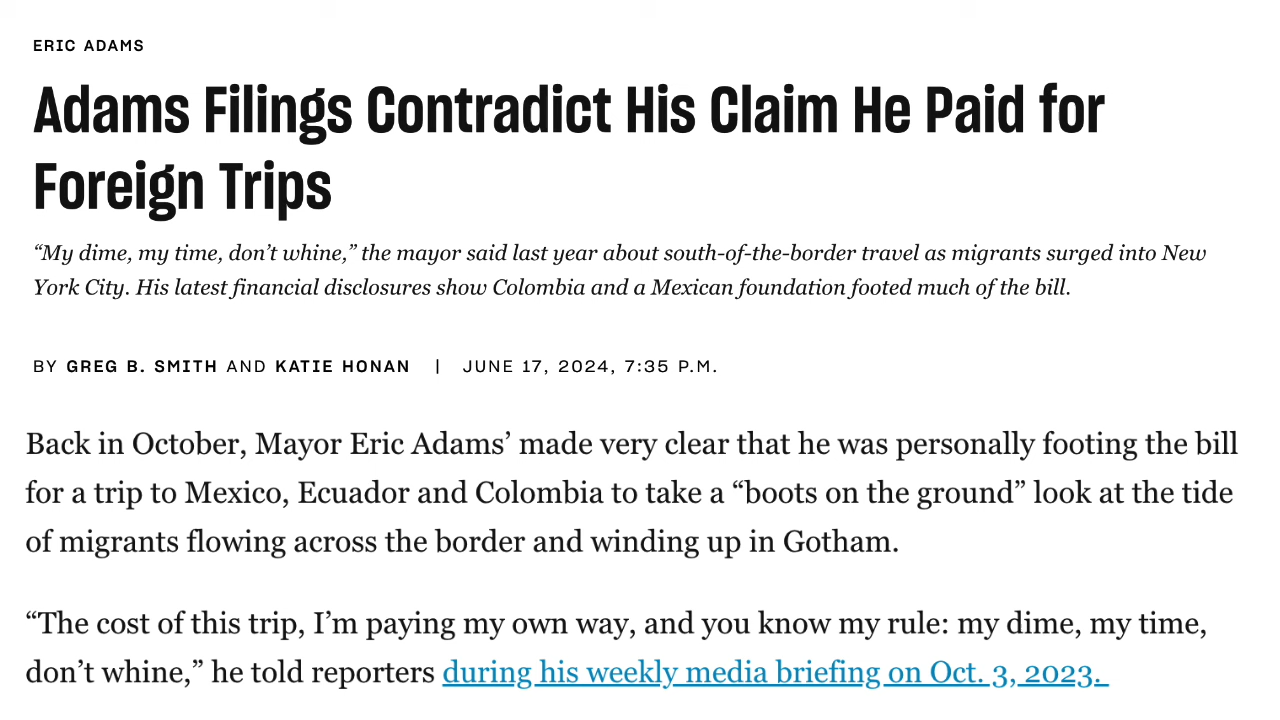 ERIC ADAMS
Adams Filings Contradict His Claim He Paid for
Foreign Trips
“My dime, my time, don’t whine,” the mayor said last year about south-of-the-border travel as migrants surged into New
York City. His latest financial disclosures show Colombia and a Mexican foundation footed much of the bill.
BY GREG B. SMITH AND KATIE HONAN | JUNE 17, 2024, 7:35 P.M.
Back in October, Mayor Eric Adams’ made very clear that he was personally footing the bill
for a trip to Mexico, Ecuador and Colombia to take a “boots on the ground” look at the tide
of migrants flowing across the border and winding up in Gotham.
“The cost of this trip, I’m paying my own way, and you know my rule: my dime, my time,
don’t whine,” he told reporters during his weekly media briefing on Oct. 3, 2023.